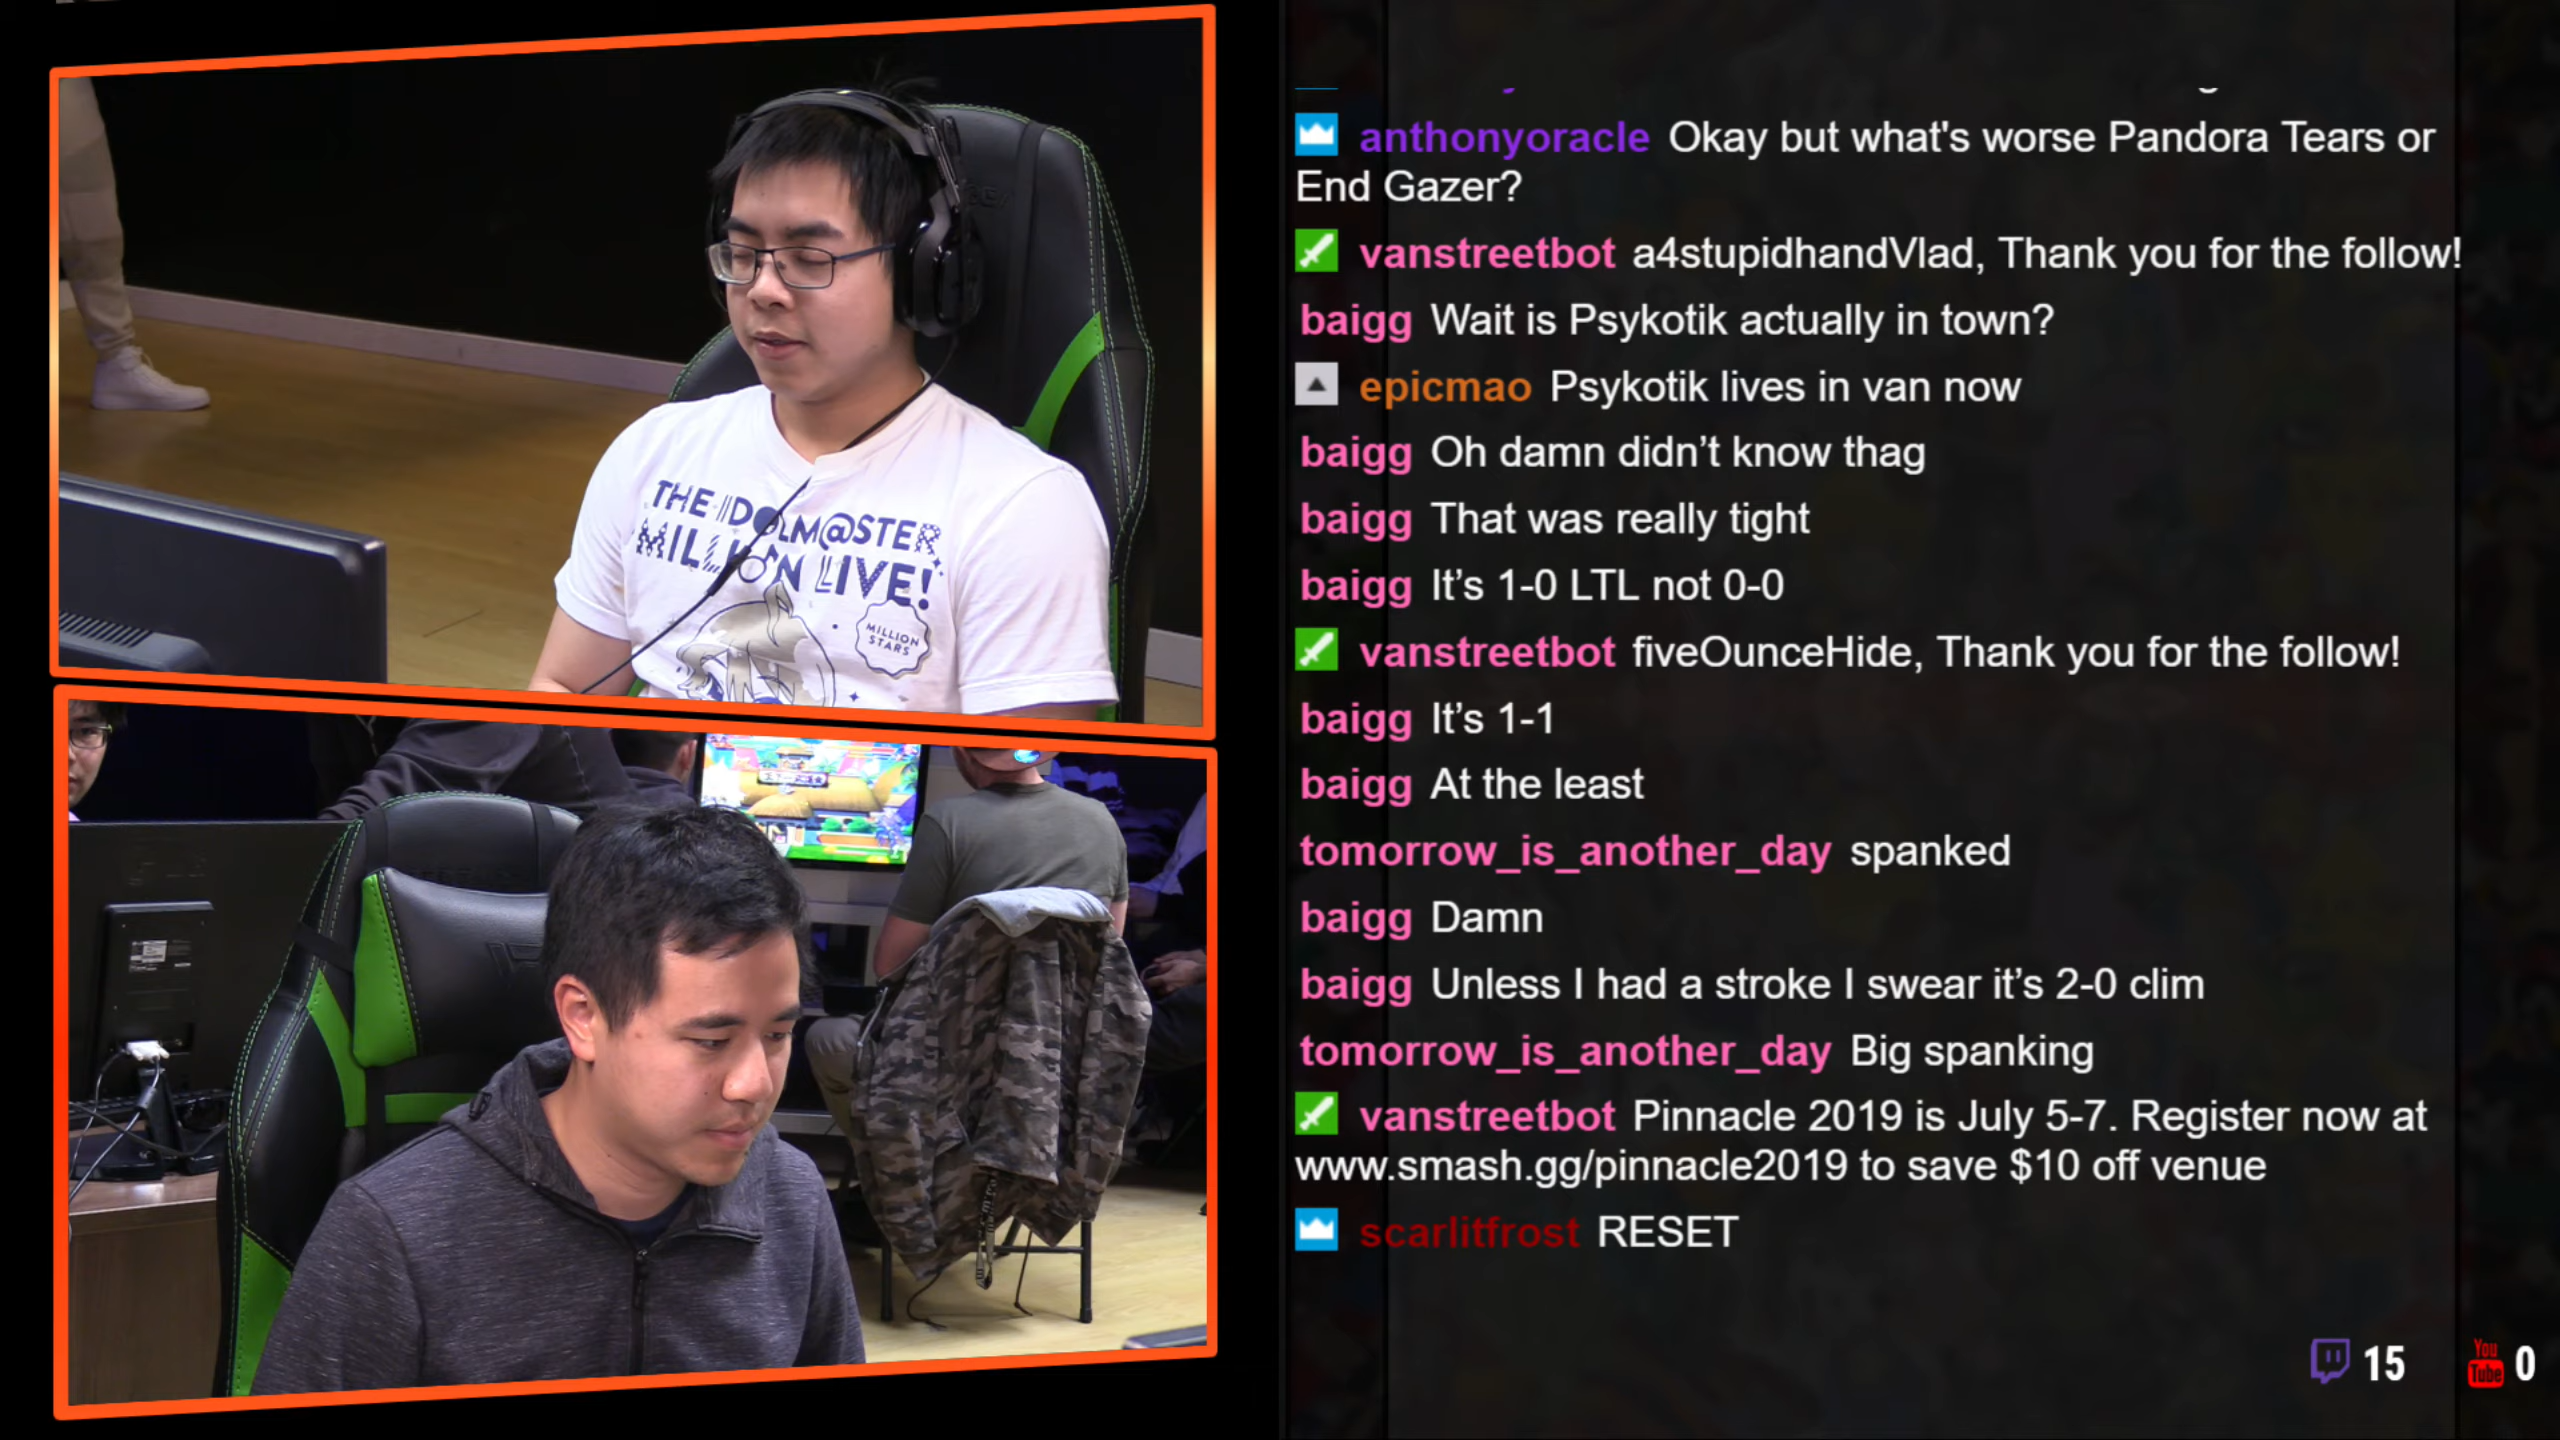 anthonyoracle Okay but what's worse Pandora Tears or
End Gazer?
vanstreetbot a4stupidhandVlad, Thank you for the follow!
baigg Wait is Psykotik actually in town?
epicmao Psykotik lives in van now
baigg Oh damn didn’t know thag
baigg That was really tight
baigg It’s 1-0 LTL not 0-0
vanstreetbot fiveOunceHide, Thank you for the follow!
baigg It’s 1-1
baigg At the least
tomorrow_is_another_day spanked
baigg Damn
baigg Unless I had a stroke I swear it’s 2-0 clim
tomorrow_is_another_day Big spanking
vanstreetbot Pinnacle 2019 is July 5-7. Register now at
www.smash.gg/pinnacle2019 to save $10 off venue
scarlitfrost RESET
15
You
Tube 0
THE IDOLM@STER
MILLION LIVE!
MILLION
STARS